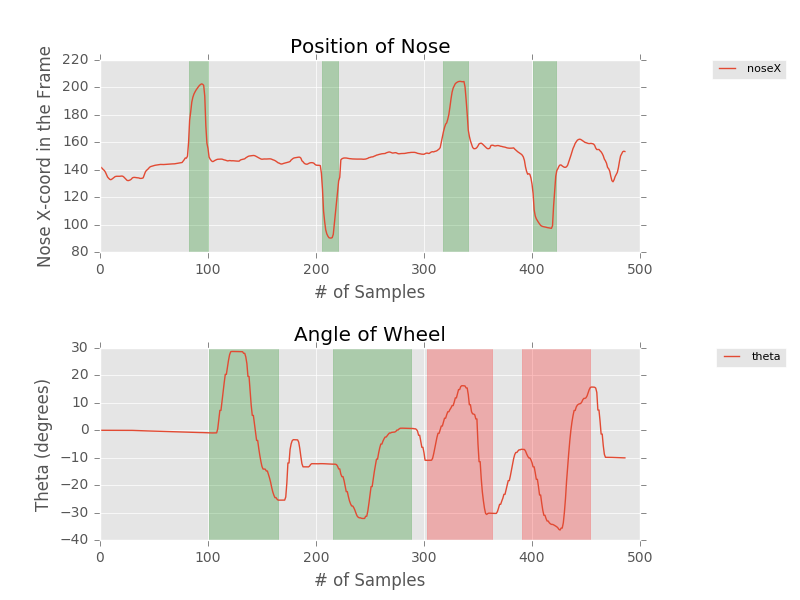 Position of Nose
220
200
180
160
140
120
100
80
Nose X-coord in the Frame
0 100 200 300 400 500
# of Samples
noseX
Angle of Wheel
30
20
10
0
−10
−20
−30
−40
Theta (degrees)
0 100 200 300 400 500
# of Samples
theta